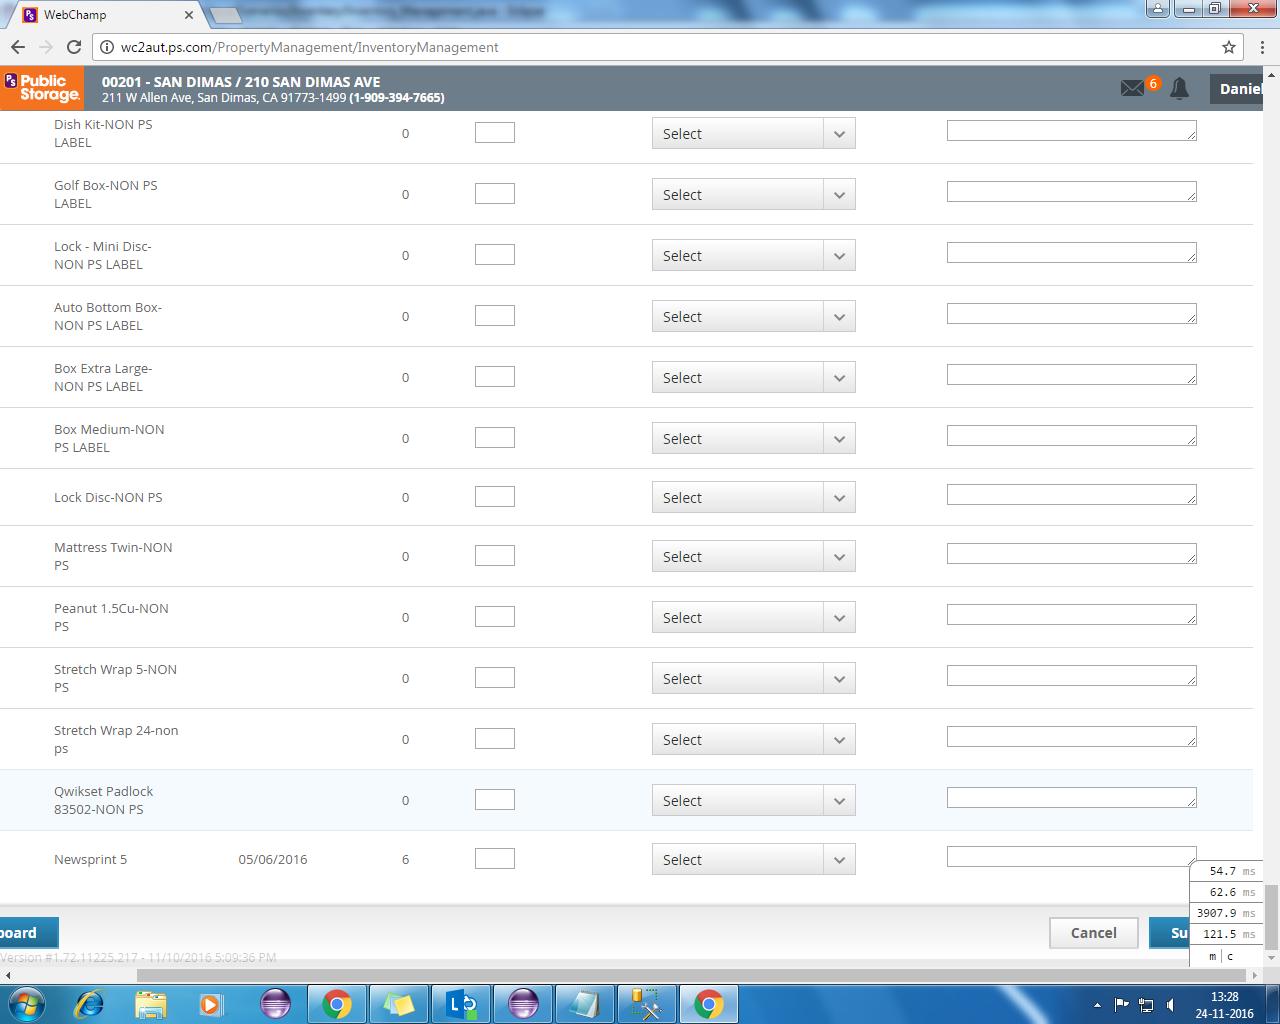 WebChamp
wc2aut.ps.com/PropertyManagement/InventoryManagement
PS Public Storage.
00201 - SAN DIMAS / 210 SAN DIMAS AVE
211 W Allen Ave, San Dimas, CA 91773-1499 (1-909-394-7665)
6
Daniel
Dish Kit-NON PS
LABEL
0
Select
Golf Box-NON PS
LABEL
0
Select
Lock - Mini Disc-
NON PS LABEL
0
Select
Auto Bottom Box-
NON PS LABEL
0
Select
Box Extra Large-
NON PS LABEL
0
Select
Box Medium-NON
PS LABEL
0
Select
Lock Disc-NON PS
0
Select
Mattress Twin-NON
PS
0
Select
Peanut 1.5Cu-NON
PS
0
Select
Stretch Wrap 5-NON
PS
0
Select
Stretch Wrap 24-non
ps
0
Select
Qwikset Padlock
83502-NON PS
0
Select
Newsprint 5 05/06/2016 6 Select
54.7 ms
62.6 ms
3907.9 ms
121.5 ms
m | c
board
Cancel
Su
Version #1.72.11225.217 - 11/10/2016 5:09:36 PM
13:28
24-11-2016